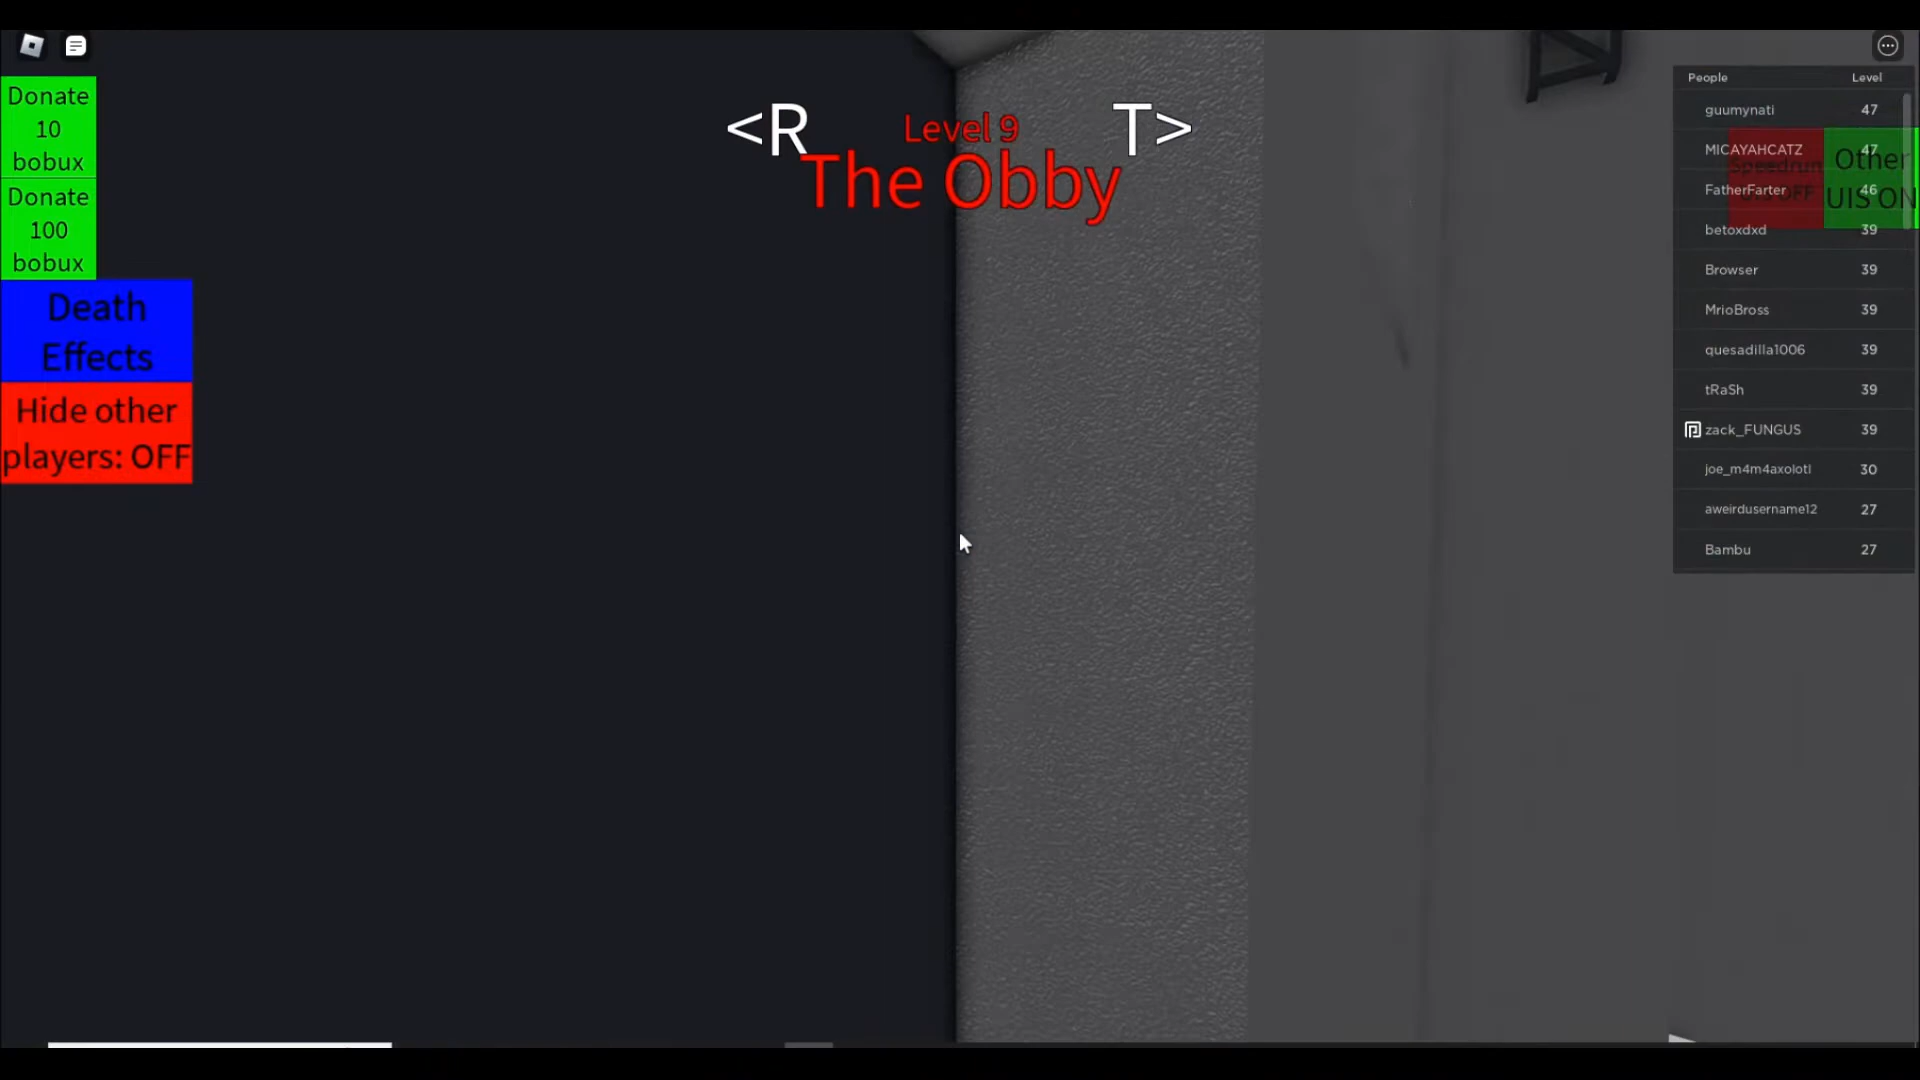 Donate
10
bobux
Donate
100
bobux
Death
Effects
Hide other
players: OFF
<R
Level 9
T>
The Obby
People Level
guumynati 47
MICAYAHCATZ 47
FatherFarter 46
betoxdxd 39
Browser 39
MrioBross 39
quesadilla1006 39
tRaSh 39
zack_FUNGUS 39
joe_m4m4axolotl 30
aweirdusername12 27
Bambu 27
Speedrun
OFF
Other
UIS ON